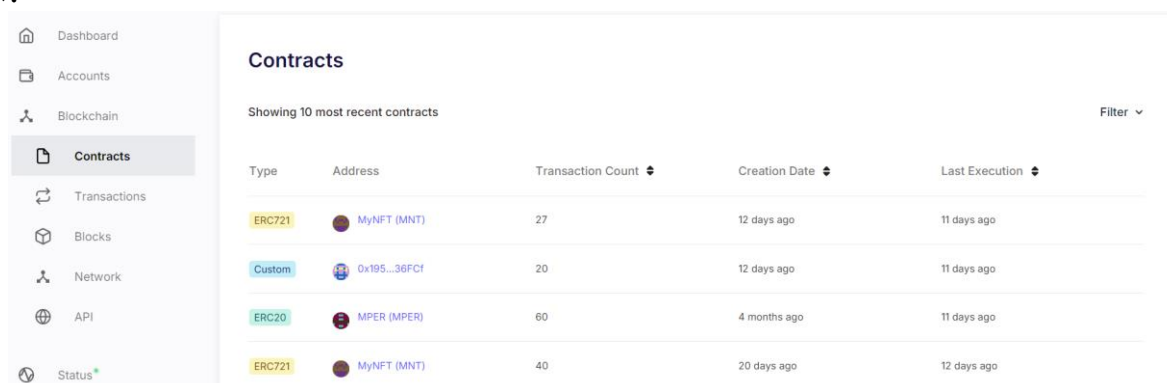 Dashboard
Accounts
Blockchain
Contracts
Transactions
Blocks
Network
API
Status
Contracts
Showing 10 most recent contracts
Filter
Type Address Transaction Count Creation Date Last Execution
ERC721 MyNFT (MNT) 27 12 days ago 11 days ago
Custom 0x195...36FCf 20 12 days ago 11 days ago
ERC20 MPER (MPER) 60 4 months ago 11 days ago
ERC721 MyNFT (MNT) 40 20 days ago 12 days ago